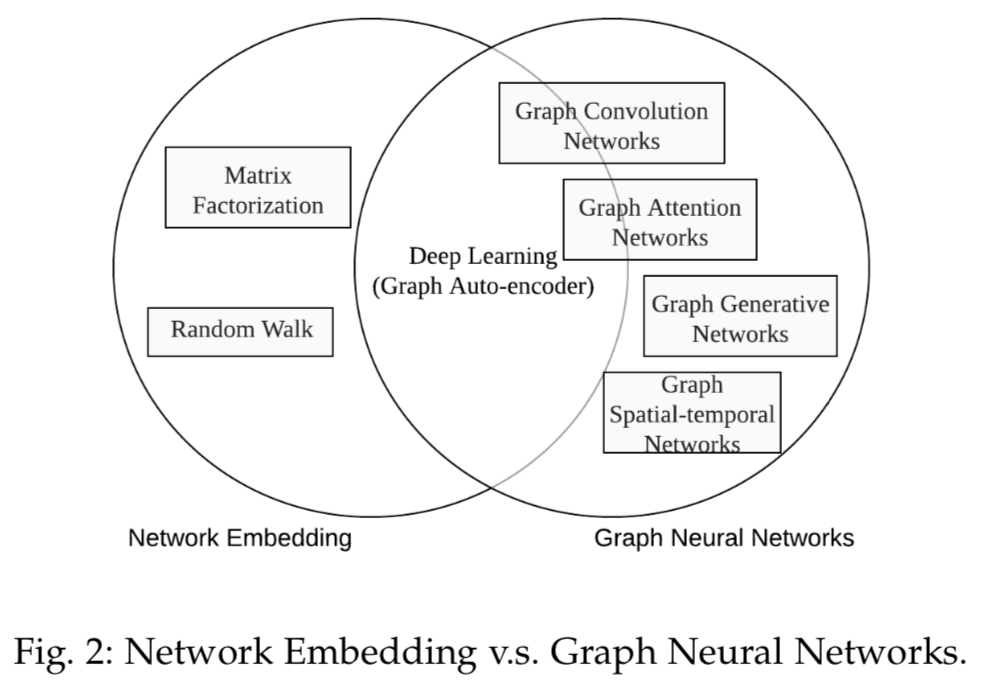 Graph Convolution
Networks
Matrix
Factorization
Graph Attention
Networks
Deep Learning
(Graph Auto-encoder)
Random Walk
Graph Generative
Networks
Graph
Spatial-temporal
Networks
Network Embedding
Graph Neural Networks
Fig. 2: Network Embedding v.s. Graph Neural Networks.